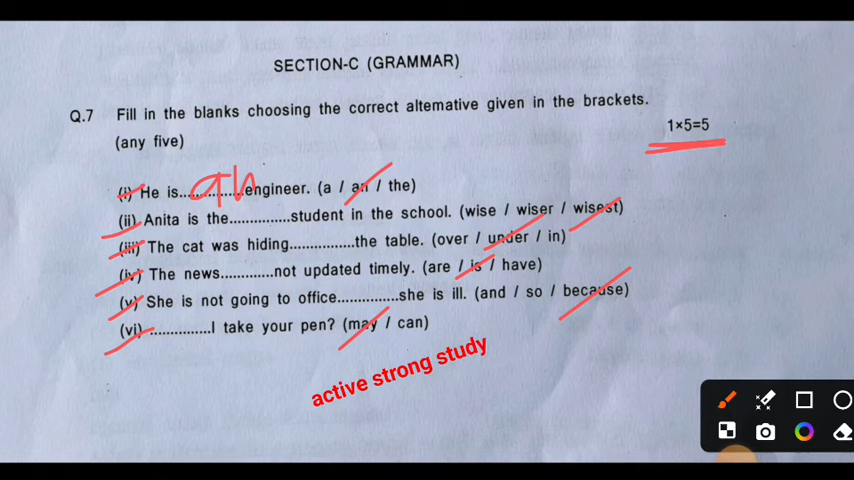 SECTION-C (GRAMMAR)
Q.7 Fill in the blanks choosing the correct altemative given in the brackets.
(any five)
1×5=5
(i) He is..............engineer. (a / an / the)
an
(ii) Anita is the..............student in the school. (wise / wiser / wisest)
(iii) The cat was hiding..............the table. (over / under / in)
(iv) The news............not updated timely. (are / is / have)
(v) She is not going to office.............she is ill. (and / so / because)
(vi) .............I take your pen? (may / can)
active strong study